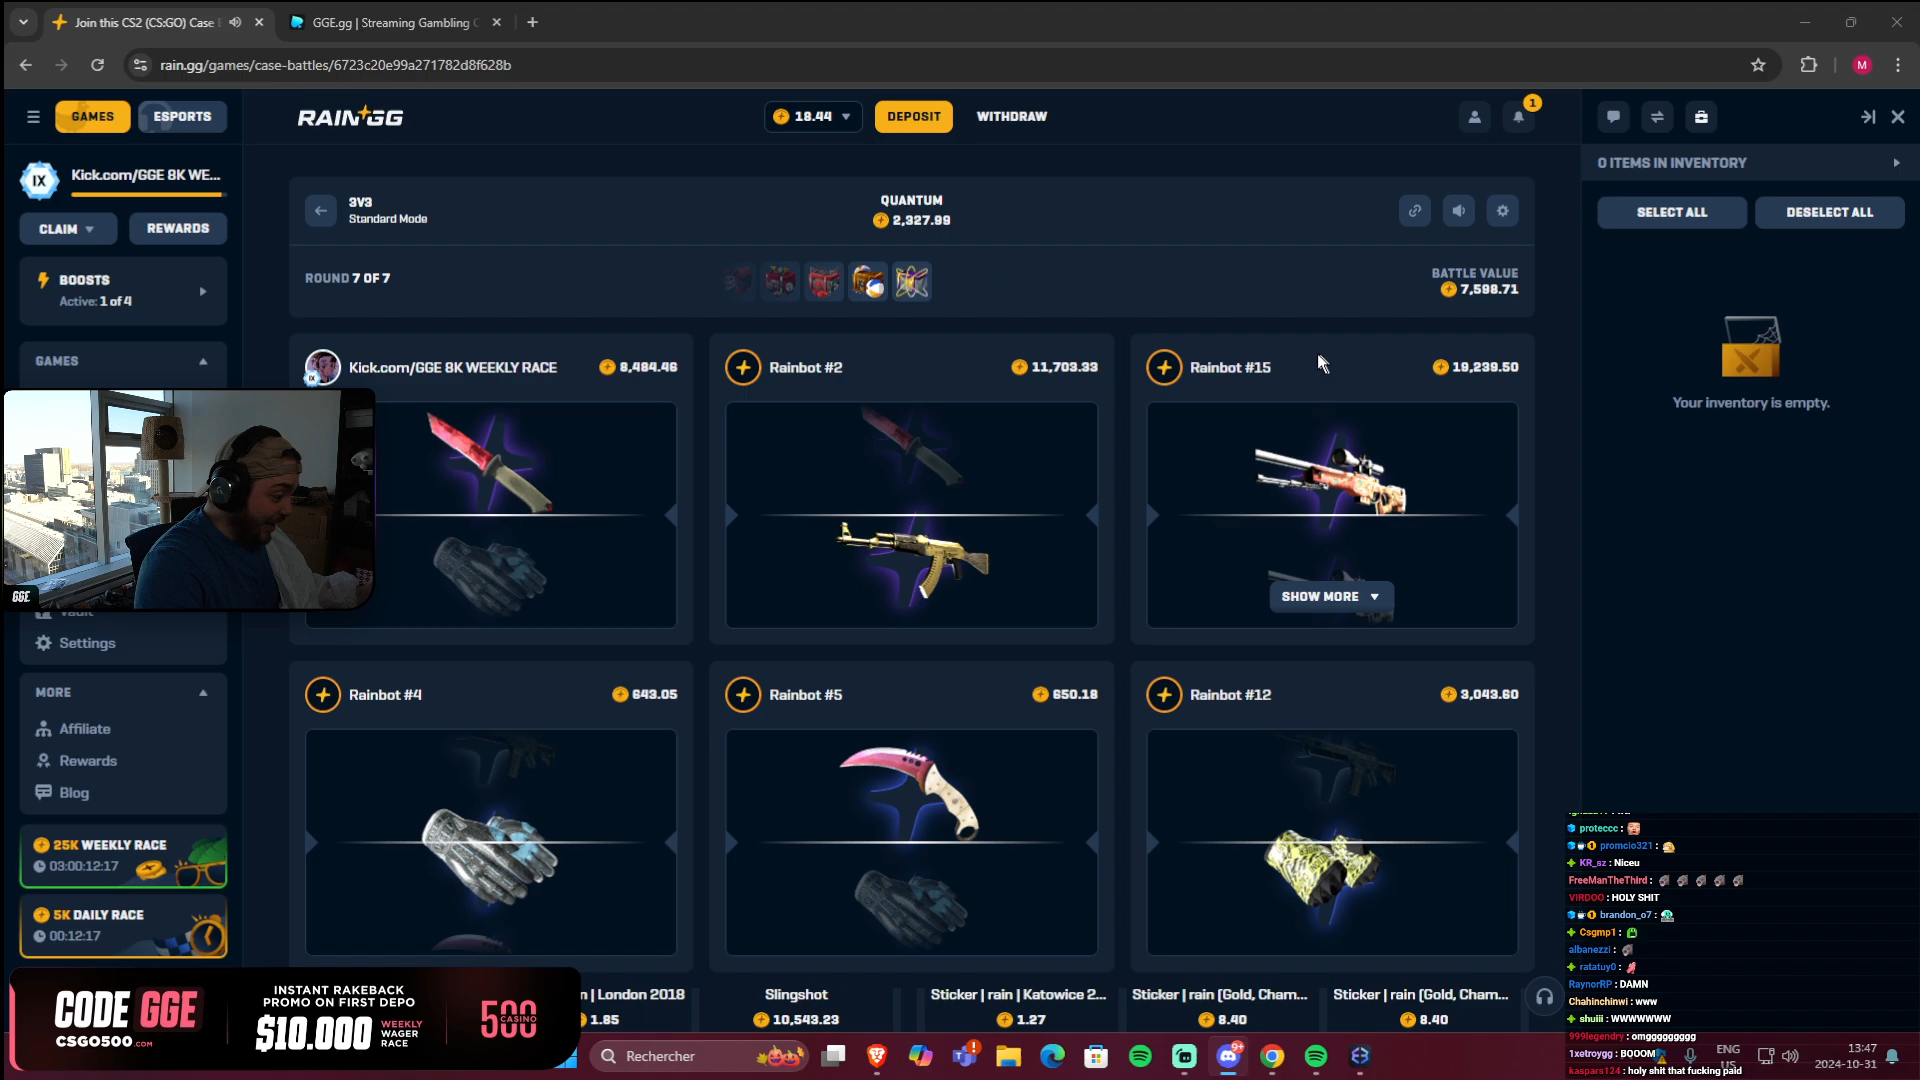 Join this CS2 (CS:GO) Case
GGE.gg | Streaming Gambling
rain.gg/games/case-battles/6723c20e99a271782d8f628b
M
GAMES
ESPORTS
RAIN GG
18.44
DEPOSIT
WITHDRAW
1
IX
Kick.com/GGE 8K WE...
CLAIM
REWARDS
BOOSTS
Active: 1 of 4
GAMES
3V3
Standard Mode
QUANTUM
2,327.99
ROUND 7 OF 7
BATTLE VALUE
7,598.71
0 ITEMS IN INVENTORY
SELECT ALL
DESELECT ALL
Your inventory is empty.
Kick.com/GGE 8K WEEKLY RACE
8,484.46
Rainbot #2
11,703.33
Rainbot #15
19,239.50
SHOW MORE
GGE
Settings
MORE
Affiliate
Rewards
Blog
25K WEEKLY RACE
03:00:12:17
5K DAILY RACE
00:12:17
Rainbot #4
643.05
Rainbot #5
650.18
Rainbot #12
3,043.60
n | London 2018
1.85
Slingshot
10,543.23
Sticker | rain | Katowice 2...
1.27
Sticker | rain (Gold, Cham...
8.40
Sticker | rain (Gold, Cham...
8.40
CODE GGE
CSGO500.COM
INSTANT RAKEBACK
PROMO ON FIRST DEPO
$10.000 WEEKLY WAGER RACE
500
CASINO
proteccc :
promcio321 :
KR_sz : Niceu
FreeManTheThird :
VIRDOO : HOLY SHIT
brandon_o7 :
Csgmp1 :
albanezzi :
ratatuy0 :
RaynorRP : DAMN
Chahinchinwi : www
shuiii : WWWWWWW
999legendry : omggggggggg
1xetroygg : BOOOM
kaspars124 : holy shit that fucking paid
Rechercher
9+
ENG
US
13:47
2024-10-31